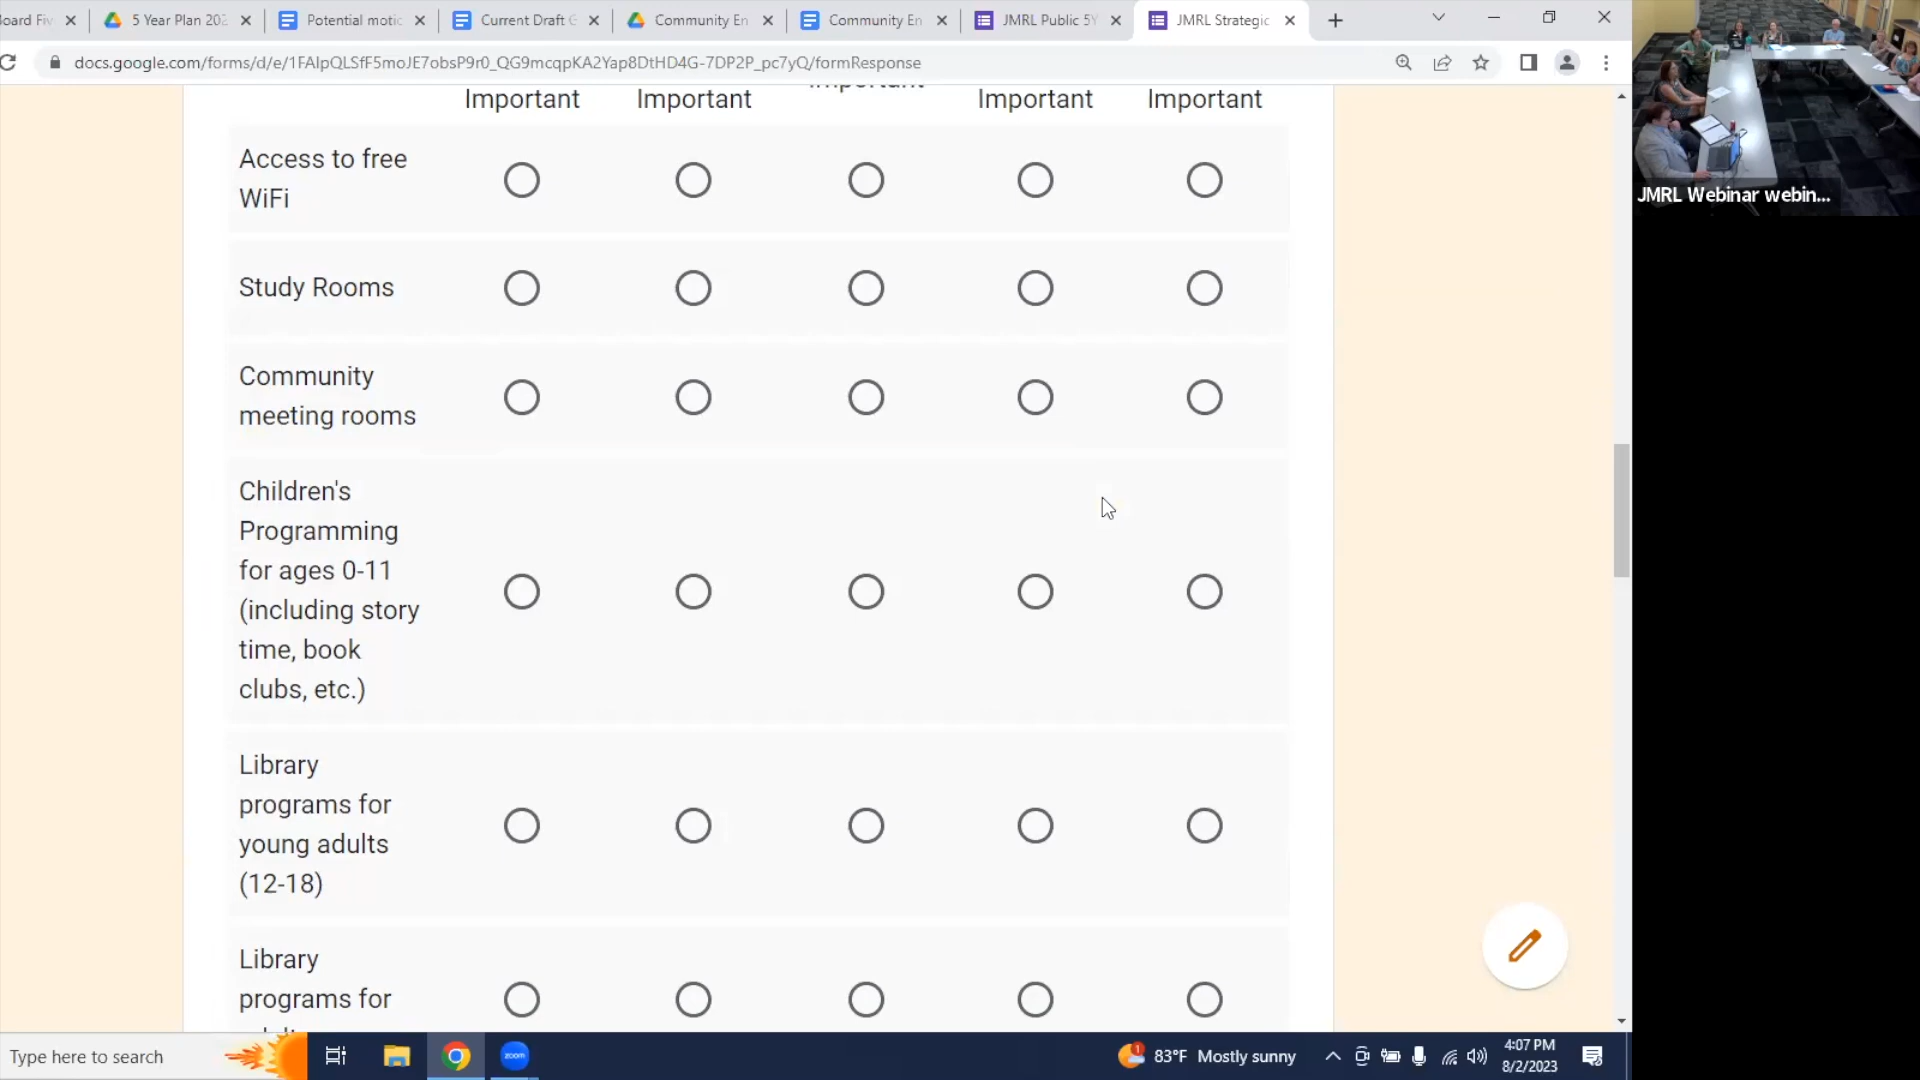 oard Fiv
5 Year Plan 202
Potential motic
Current Draft G
Community En
Community En
JMRL Public 5Y
JMRL Strategic
docs.google.com/forms/d/e/1FAIpQLSfF5moJE7obsP9r0_QG9mcqpKA2Yap8DtHD4G-7DP2P_pc7yQ/formResponse
Important Important Important Important Important
Access to free
WiFi
Study Rooms
Community
meeting rooms
Children's
Programming
for ages 0-11
(including story
time, book
clubs, etc.)
Library
programs for
young adults
(12-18)
Library
programs for
JMRL Webinar webin...
Type here to search
zoom
1
83°F Mostly sunny
4:07 PM
8/2/2023